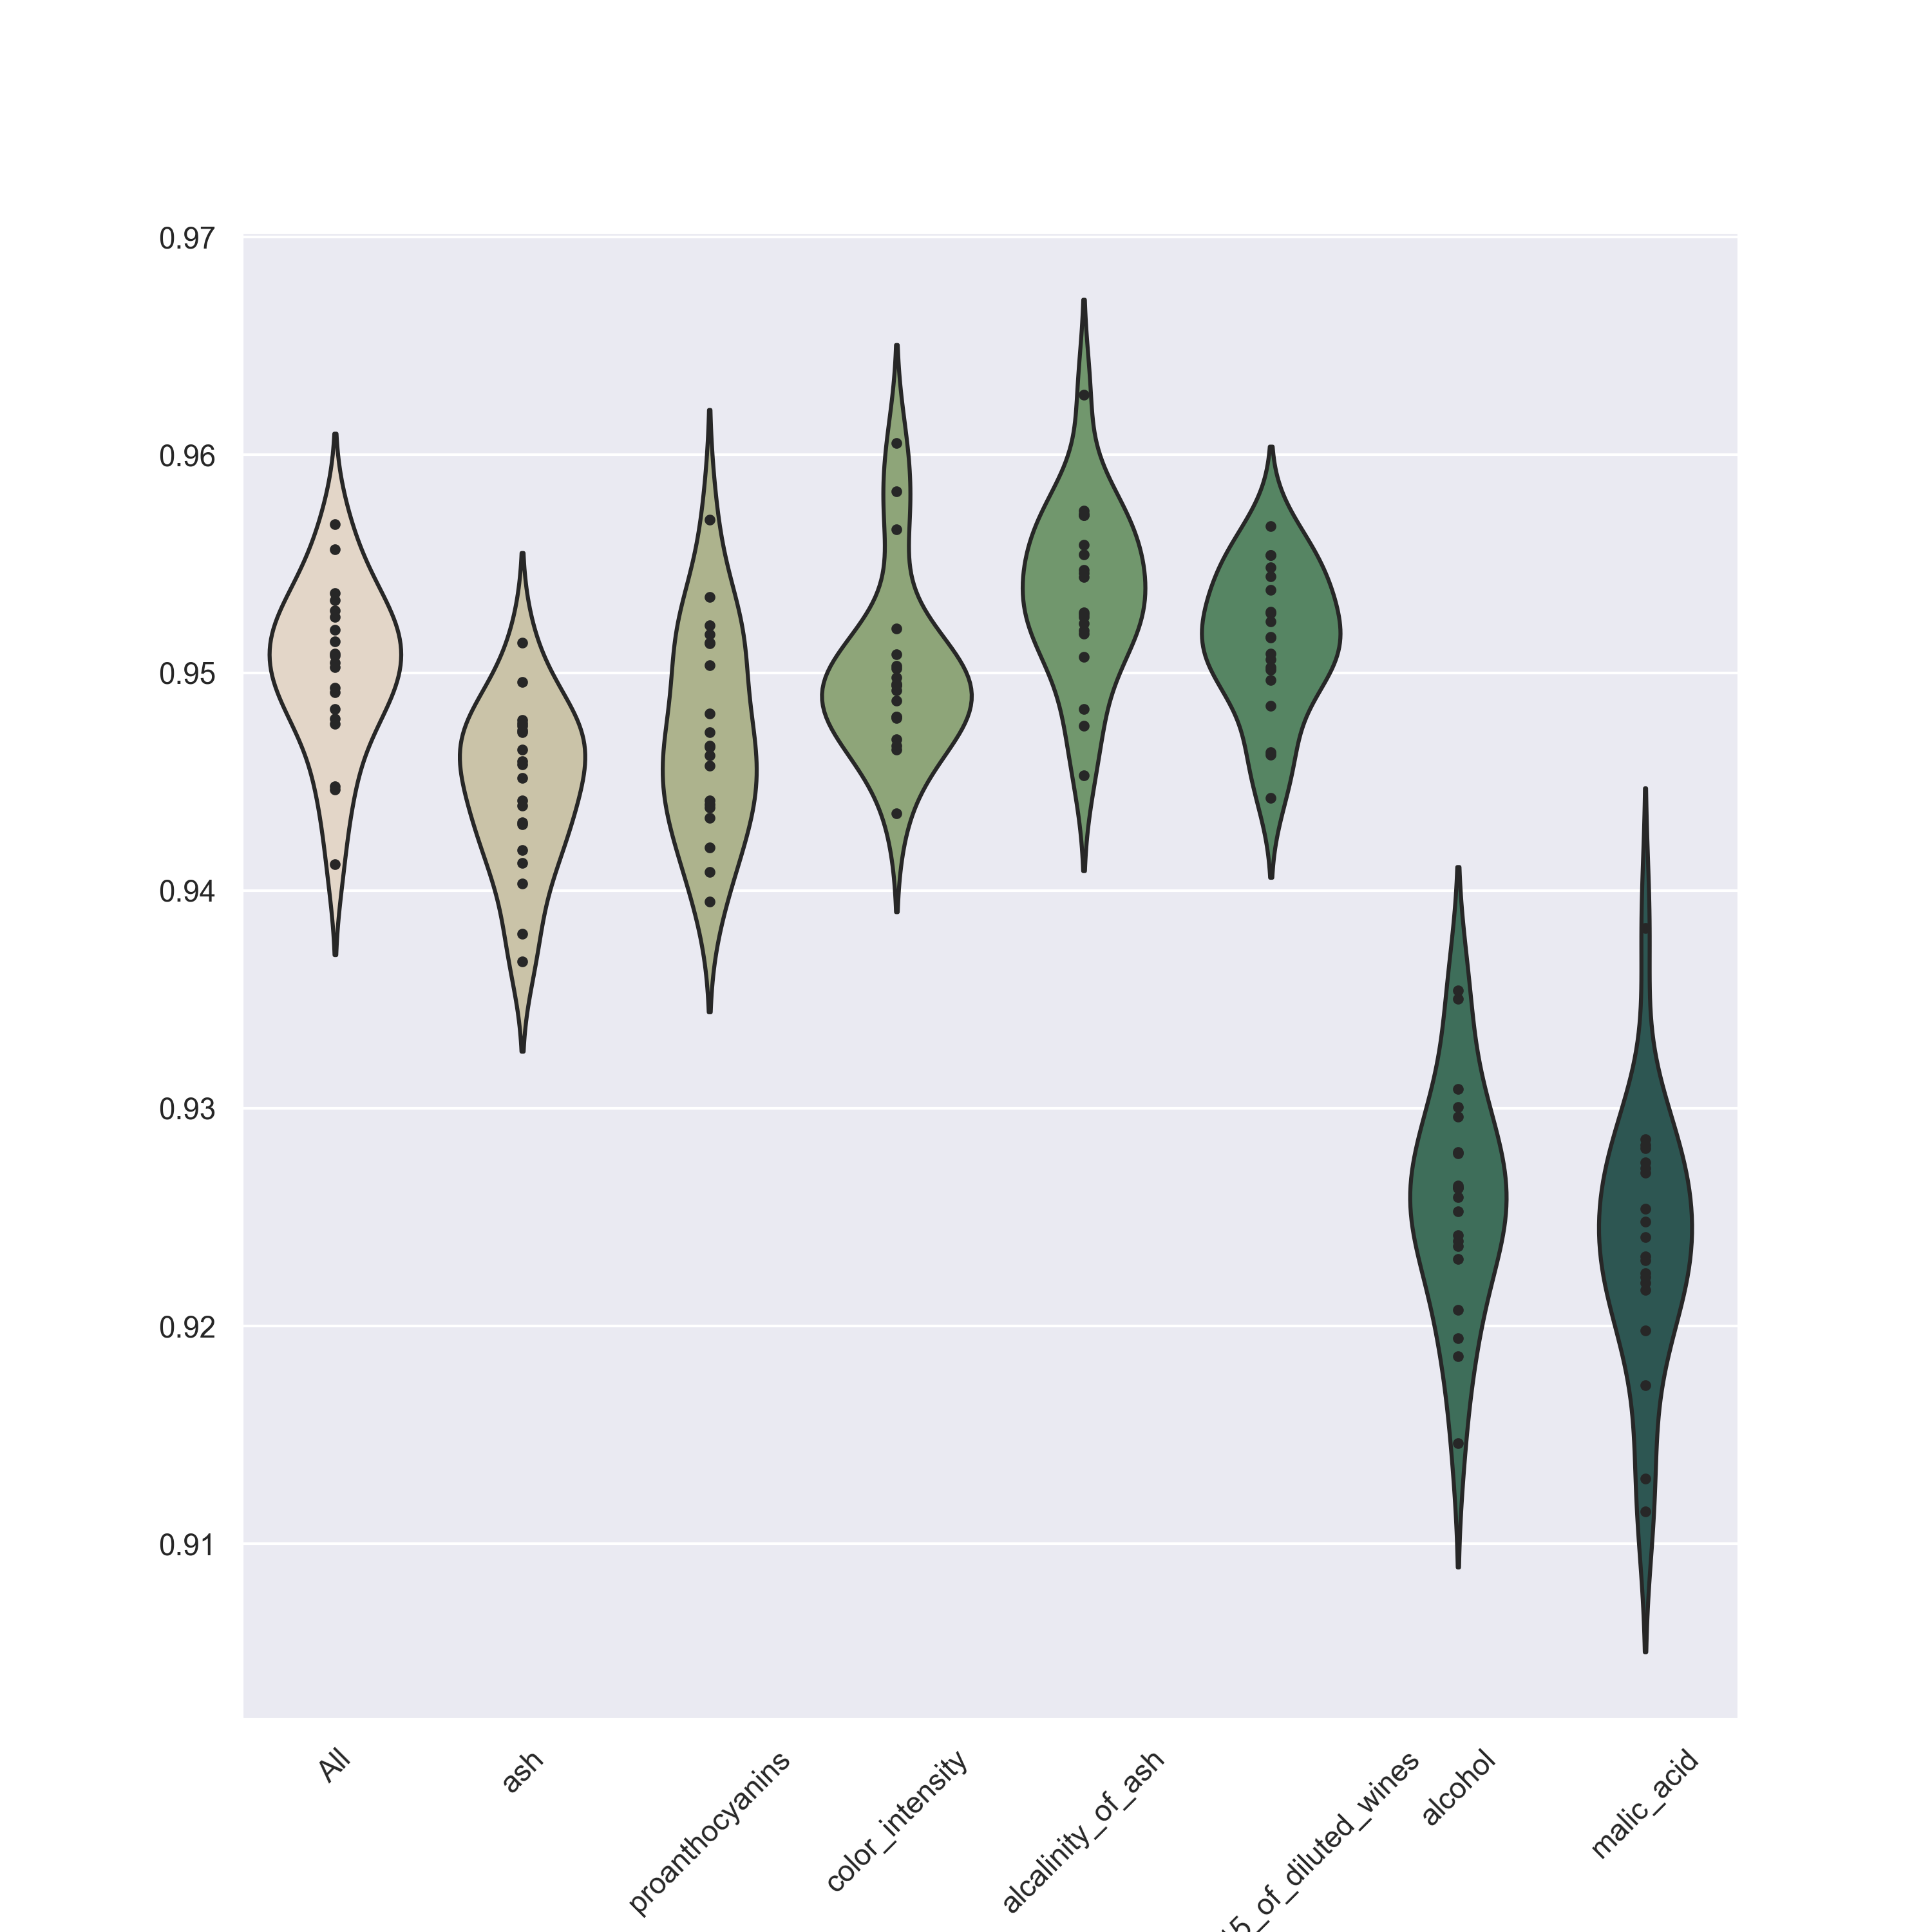 0.97
0.96
0.95
0.94
0.93
0.92
0.91
All
ash
proanthocyanins
color_intensity
alcalinity_of_ash
5_of_diluted_wines
alcohol
malic_acid